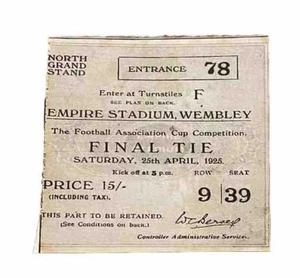 NORTH
GRAND
STAND
ENTRANCE 78
Enter at Turnstiles F
SEE PLAN ON BACK.
EMPIRE STADIUM, WEMBLEY
The Football Association Cup Competition.
FINAL TIE
SATURDAY, 25th APRIL, 1925.
Kick off at 3 p.m. ROW SEAT
PRICE 15/- 9 39
(INCLUDING TAX).
THIS PART TO BE RETAINED.
(See Conditions on back.)
Controller Administrative Services.